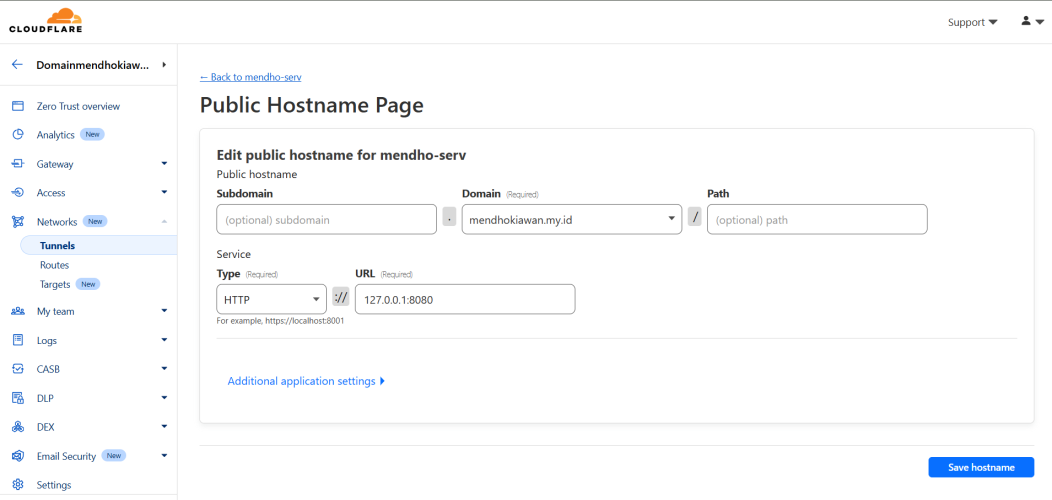 CLOUDFLARE
Support
Domainmendhokiaw...
Zero Trust overview
Analytics New
Gateway
Access
Networks New
Tunnels
Routes
Targets New
My team
Logs
CASB
DLP
DEX
Email Security New
Settings
← Back to mendho-serv
Public Hostname Page
Edit public hostname for mendho-serv
Public hostname
Subdomain Domain (Required) Path
(optional) subdomain . mendhokiawan.my.id / (optional) path
Service
Type (Required) URL (Required)
HTTP :// 127.0.0.1:8080
For example, https://localhost:8001
Additional application settings
Save hostname